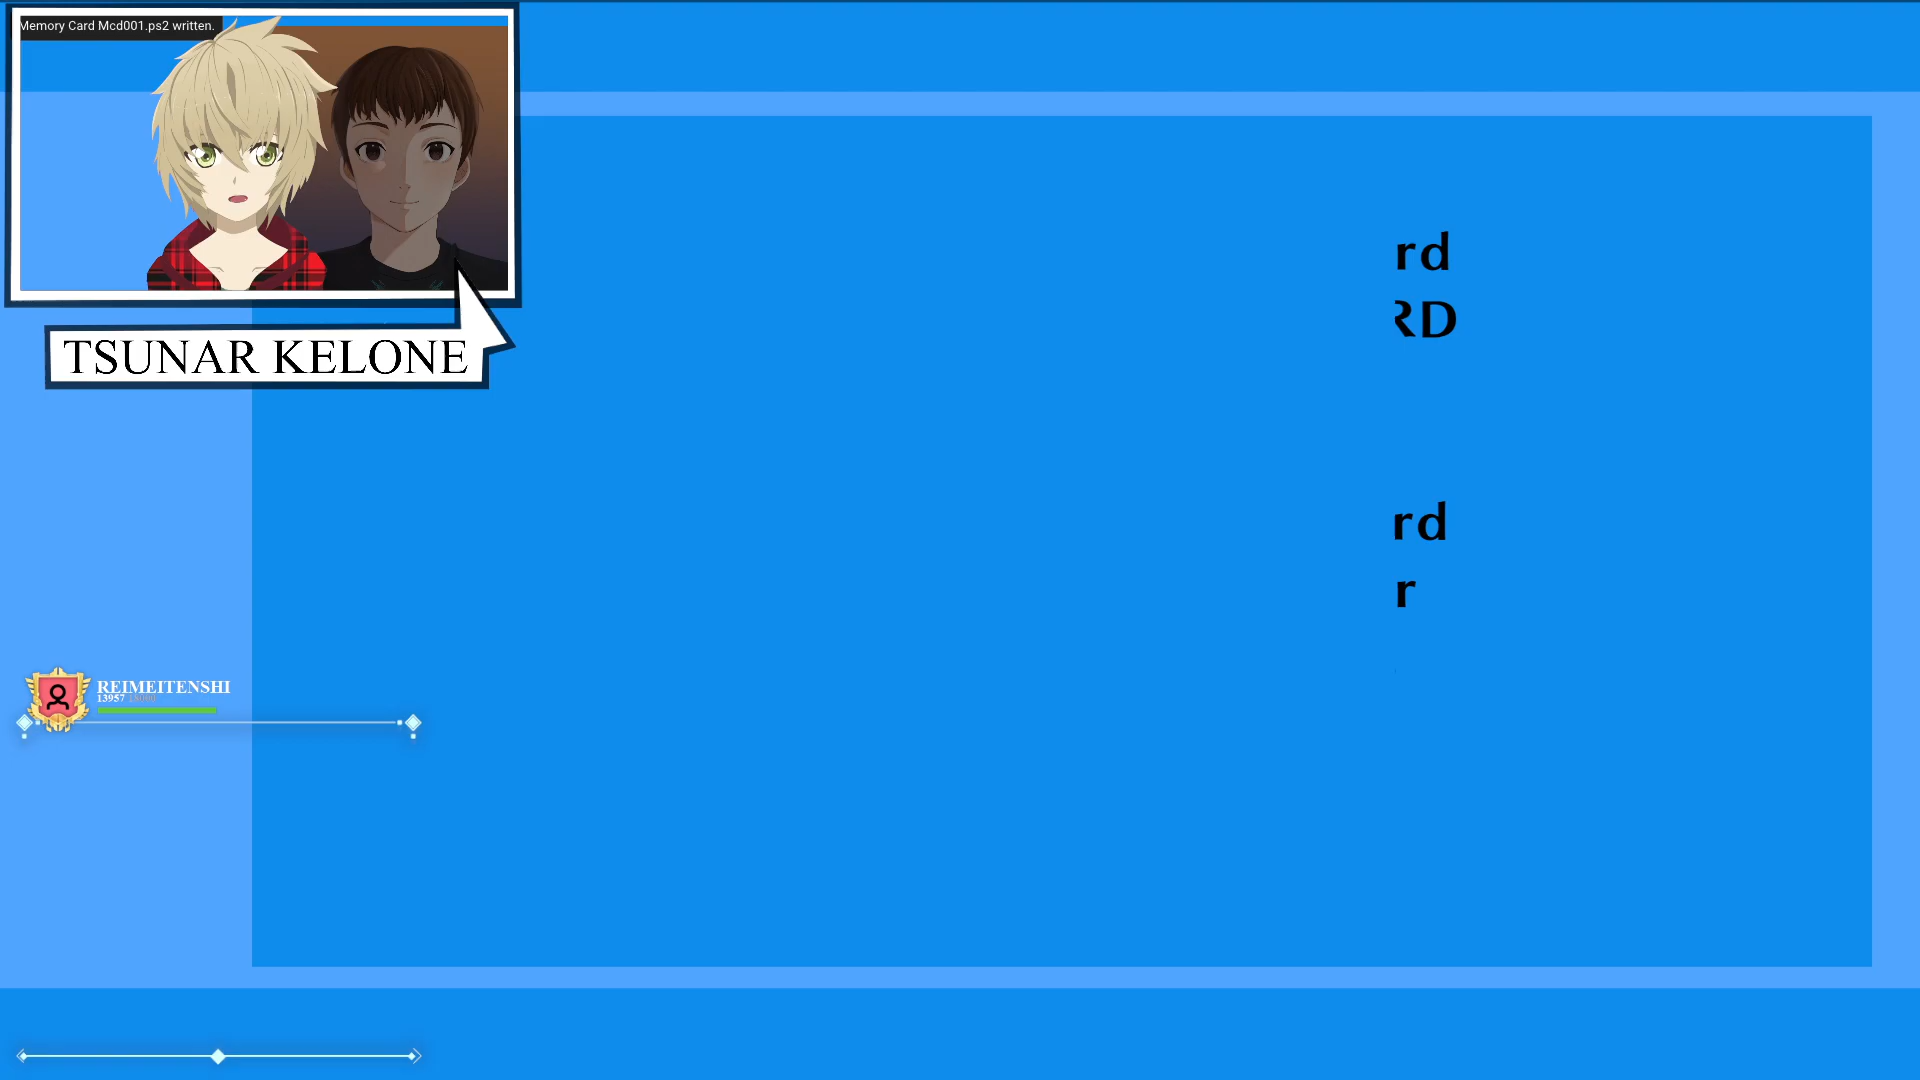 Memory Card Mcd001.ps2 written.
TSUNAR KELONE
rd
RD
rd
r
REIMEITENSHI
13957